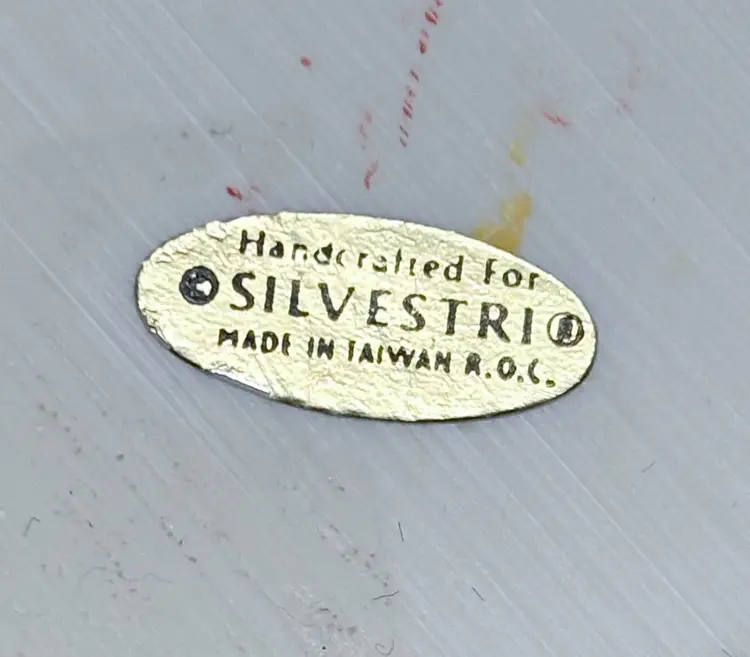 Handcrafted For
© SILVESTRI ®
MADE IN TAIWAN R.O.C.